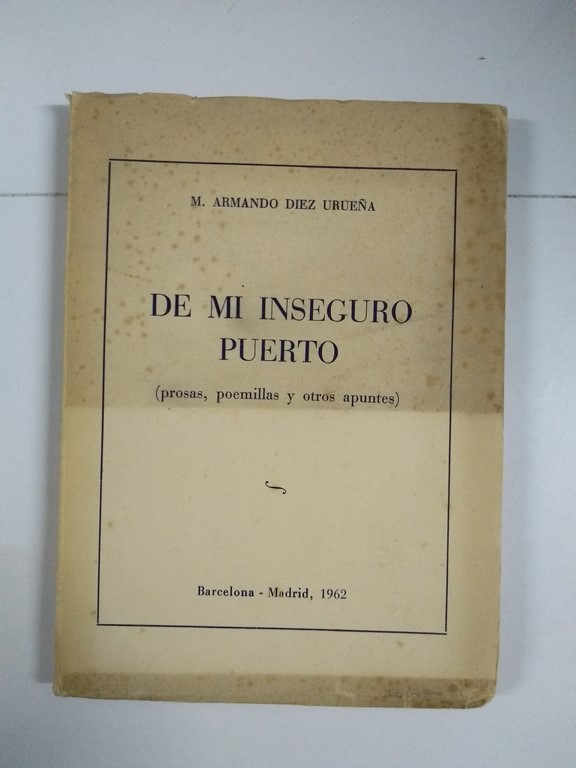 M. ARMANDO DIEZ URUEÑA
DE MI INSEGURO
PUERTO
(prosas, poemillas y otros apuntes)
Barcelona - Madrid, 1962